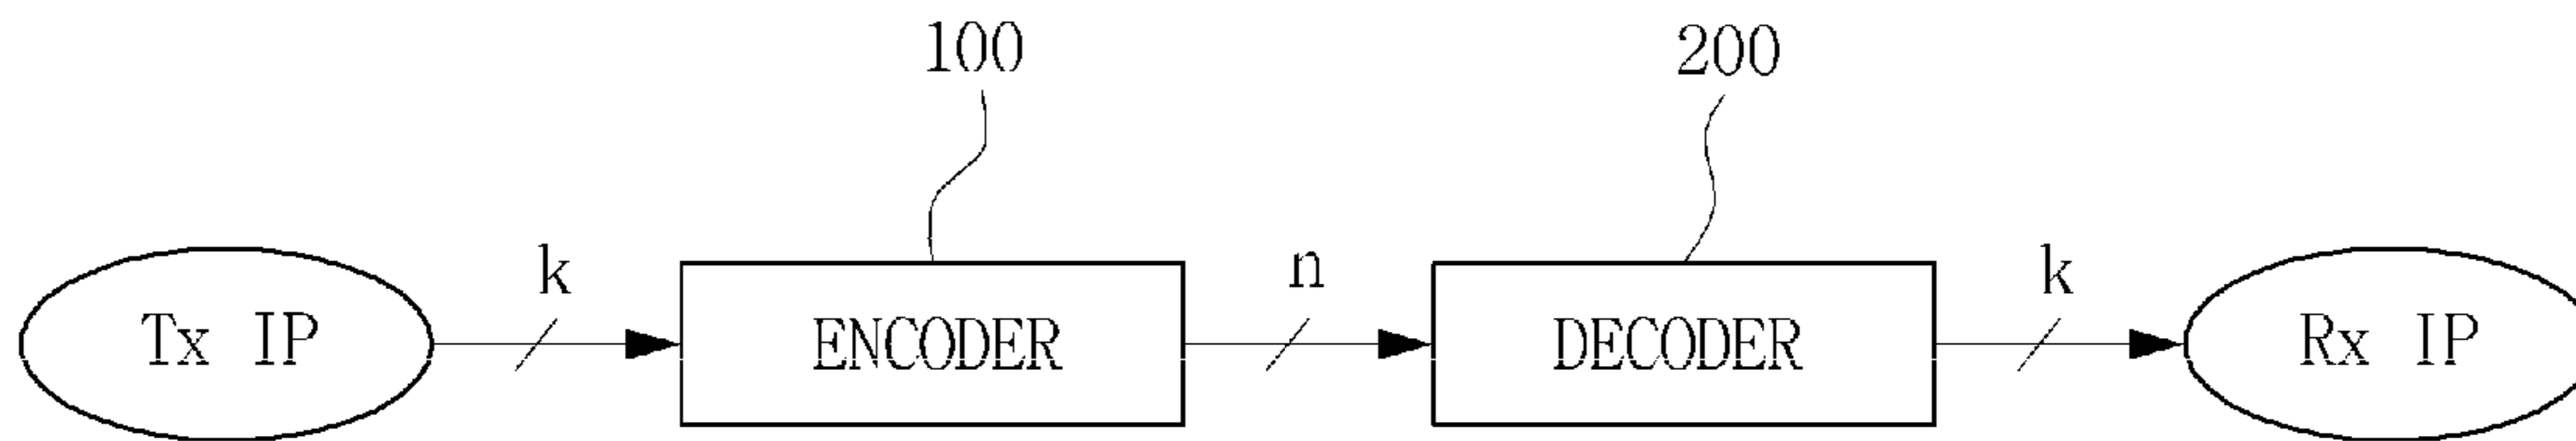 100
200
k
n
k
Tx IP
ENCODER
DECODER
Rx IP